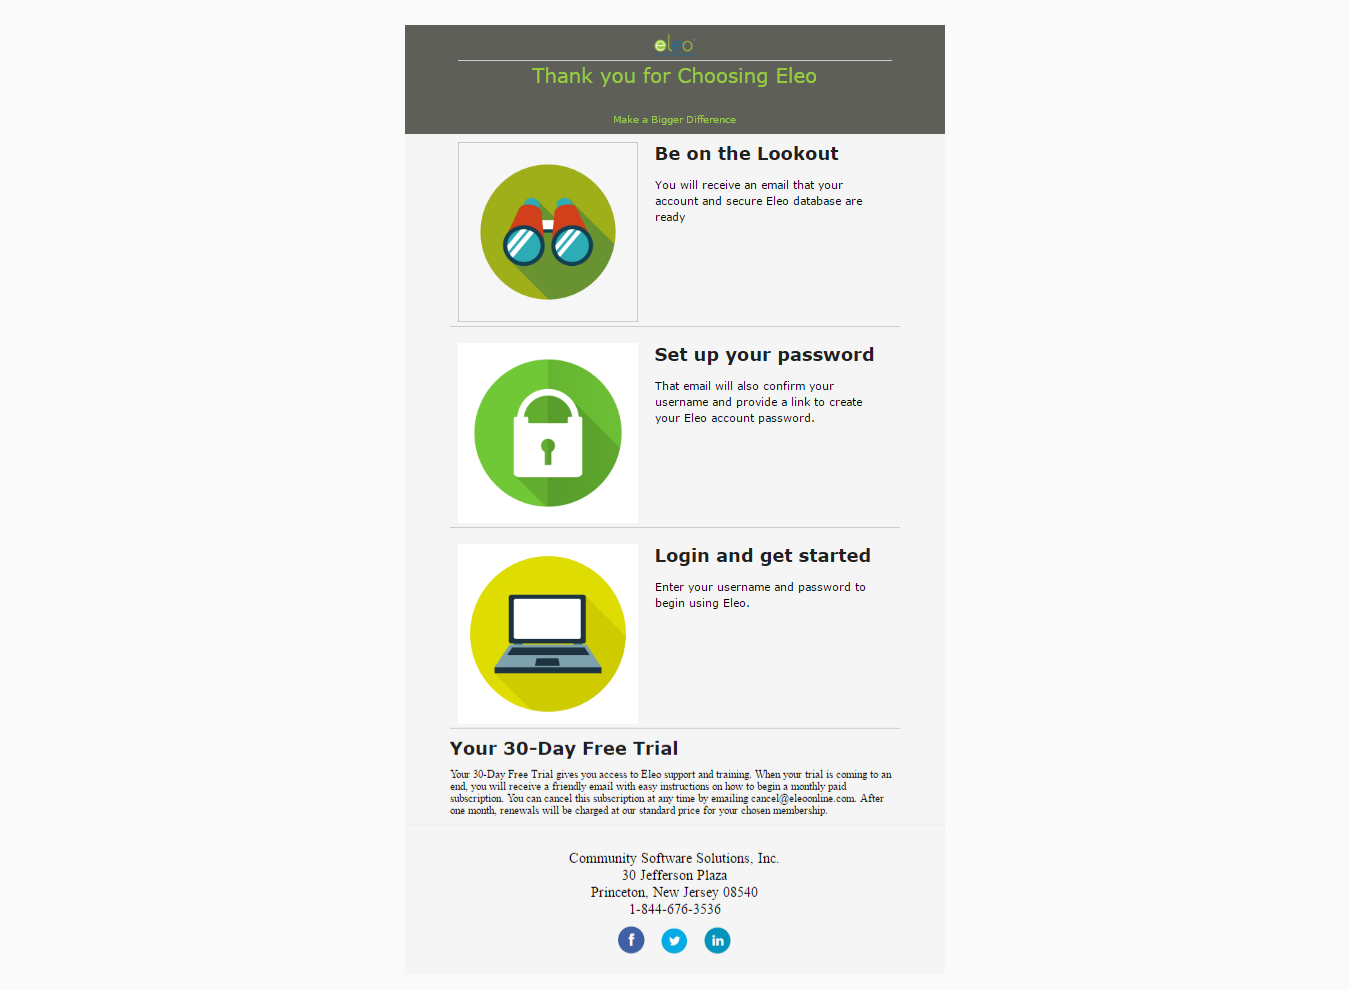 eleo
Thank you for Choosing Eleo
Make a Bigger Difference
Be on the Lookout
You will receive an email that your
account and secure Eleo database are
ready
Set up your password
That email will also confirm your
username and provide a link to create
your Eleo account password.
Login and get started
Enter your username and password to
begin using Eleo.
Your 30-Day Free Trial
Your 30-Day Free Trial gives you access to Eleo support and training. When your trial is coming to an
end, you will receive a friendly email with easy instructions on how to begin a monthly paid
subscription. You can cancel this subscription at any time by emailing cancel@eleoonline.com. After
one month, renewals will be charged at our standard price for your chosen membership.
Community Software Solutions, Inc.
30 Jefferson Plaza
Princeton, New Jersey 08540
1-844-676-3536
f in